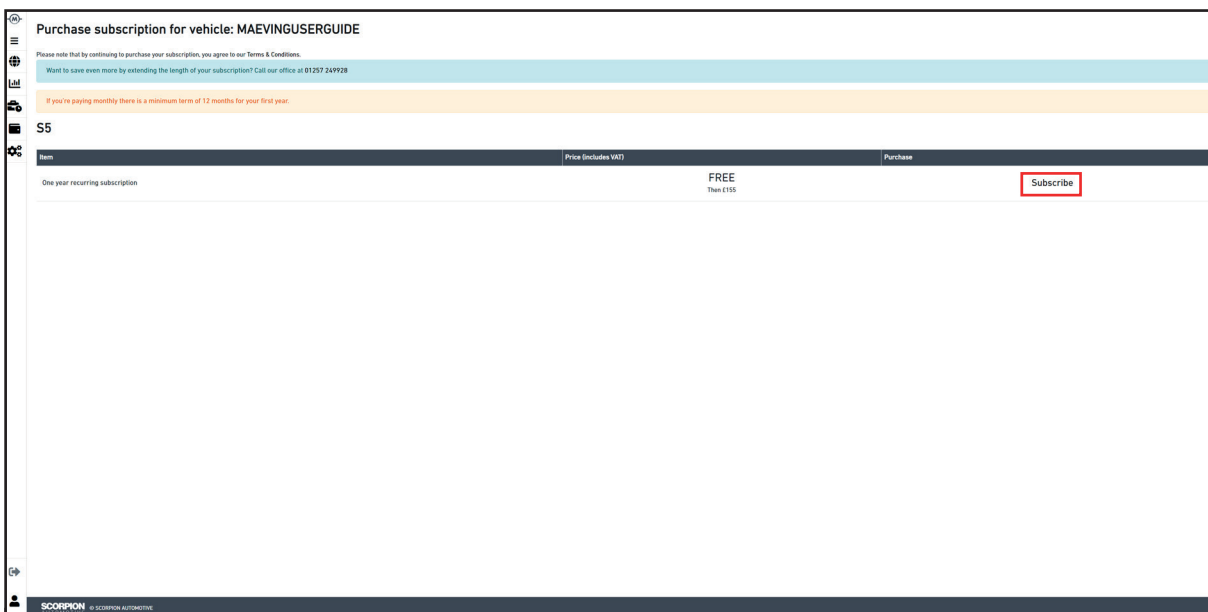 M
Purchase subscription for vehicle: MAEVINGUSERGUIDE
Please note that by continuing to purchase your subscription, you agree to our Terms & Conditions.
Want to save even more by extending the length of your subscription? Call our office at 01257 249928
If you're paying monthly there is a minimum term of 12 months for your first year.
S5
Item Price (includes VAT) Purchase
One year recurring subscription FREE Subscribe
Then £155
SCORPION © SCORPION AUTOMOTIVE